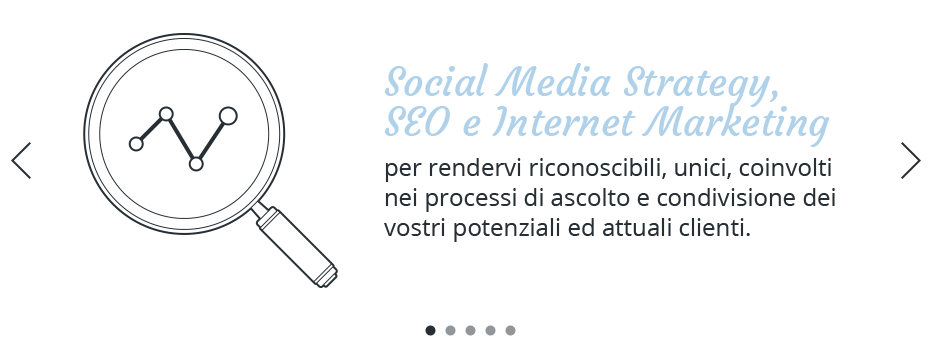 Social Media Strategy,
SEO e Internet Marketing
per rendervi riconoscibili, unici, coinvolti
nei processi di ascolto e condivisione dei
vostri potenziali ed attuali clienti.